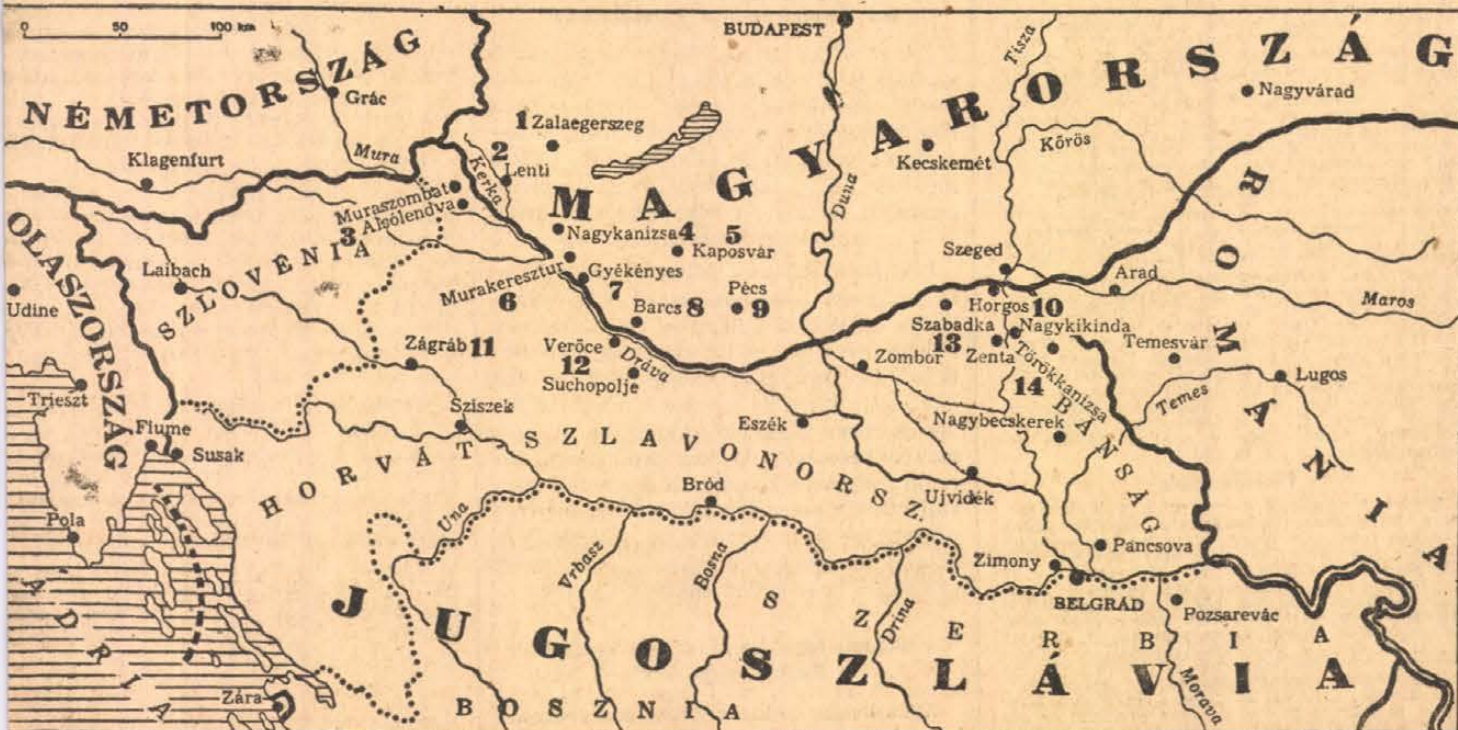 0 50 100 km
BUDAPEST
Tisza
NÉMETORSZÁG
Grác
MAGYARORSZÁG
Nagyvárad
1 Zalaegerszeg
2
Lenti
Kerka
Mura
Klagenfurt
Kecskemét
Kőrös
Duna
Muraszombat
Alsólendva
3
SZLOVENIA
Nagykanizsa 4
5
Kaposvár
OLASZORSZÁG
Laibach
Murakeresztur
6
Gyékényes
7
Barcs 8
Pécs
9
Szeged
Arad
Maros
ROMÁNIA
Udine
Horgos 10
Szabadka
13
Zenta
Nagykikinda
Törökkanizsa
14
Temesvár
Zombor
Lugos
Temes
Zágráb 11
Verőce
12
Suchopolje
Dráva
Trieszt
Sziszek
Eszék
Nagybecskerek
BÁNSÁG
Fiume
Susak
HORVÁT-SZLAVONORSZ.
Bród
Ujvidék
Pola
Una
Vrbasz
Bosna
Drina
Zimony
Páncsova
BELGRÁD
Pozsarevác
ADRIA
JUGOSZLÁVIA
SZERBIA
Morava
Zára
BOSZNIA